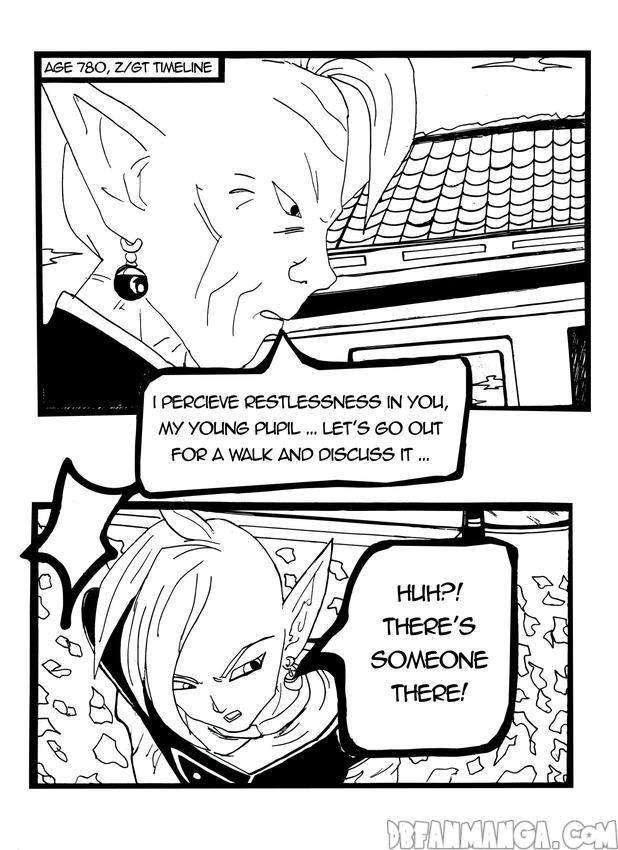 AGE 780, Z/GT TIMELINE
I PERCIEVE RESTLESSNESS IN YOU,
MY YOUNG PUPIL ... LET'S GO OUT
FOR A WALK AND DISCUSS IT ...
HUH?!
THERE'S
SOMEONE
THERE!
DBFANMANGA.COM